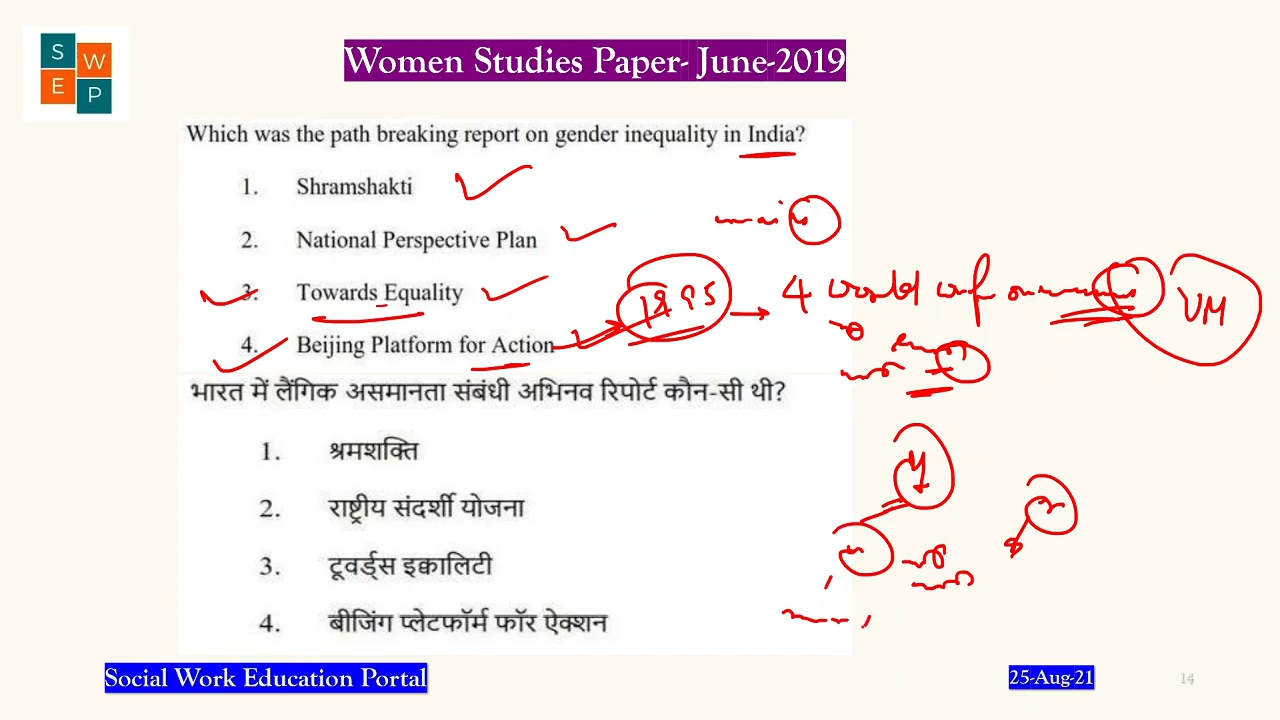 S W
E P
Women Studies Paper- June-2019
Which was the path breaking report on gender inequality in India?
1. Shramshakti
2. National Perspective Plan
3. Towards Equality
4. Beijing Platform for Action
1995
4 world
भारत में लैंगिक असमानता संबंधी अभिनव रिपोर्ट कौन-सी थी?
1. श्रमशक्ति
2. राष्ट्रीय संदर्शी योजना
3. टूवर्ड्स इक्वालिटी
4. बीजिंग प्लेटफॉर्म फॉर ऐक्शन
Social Work Education Portal
25-Aug-21
14